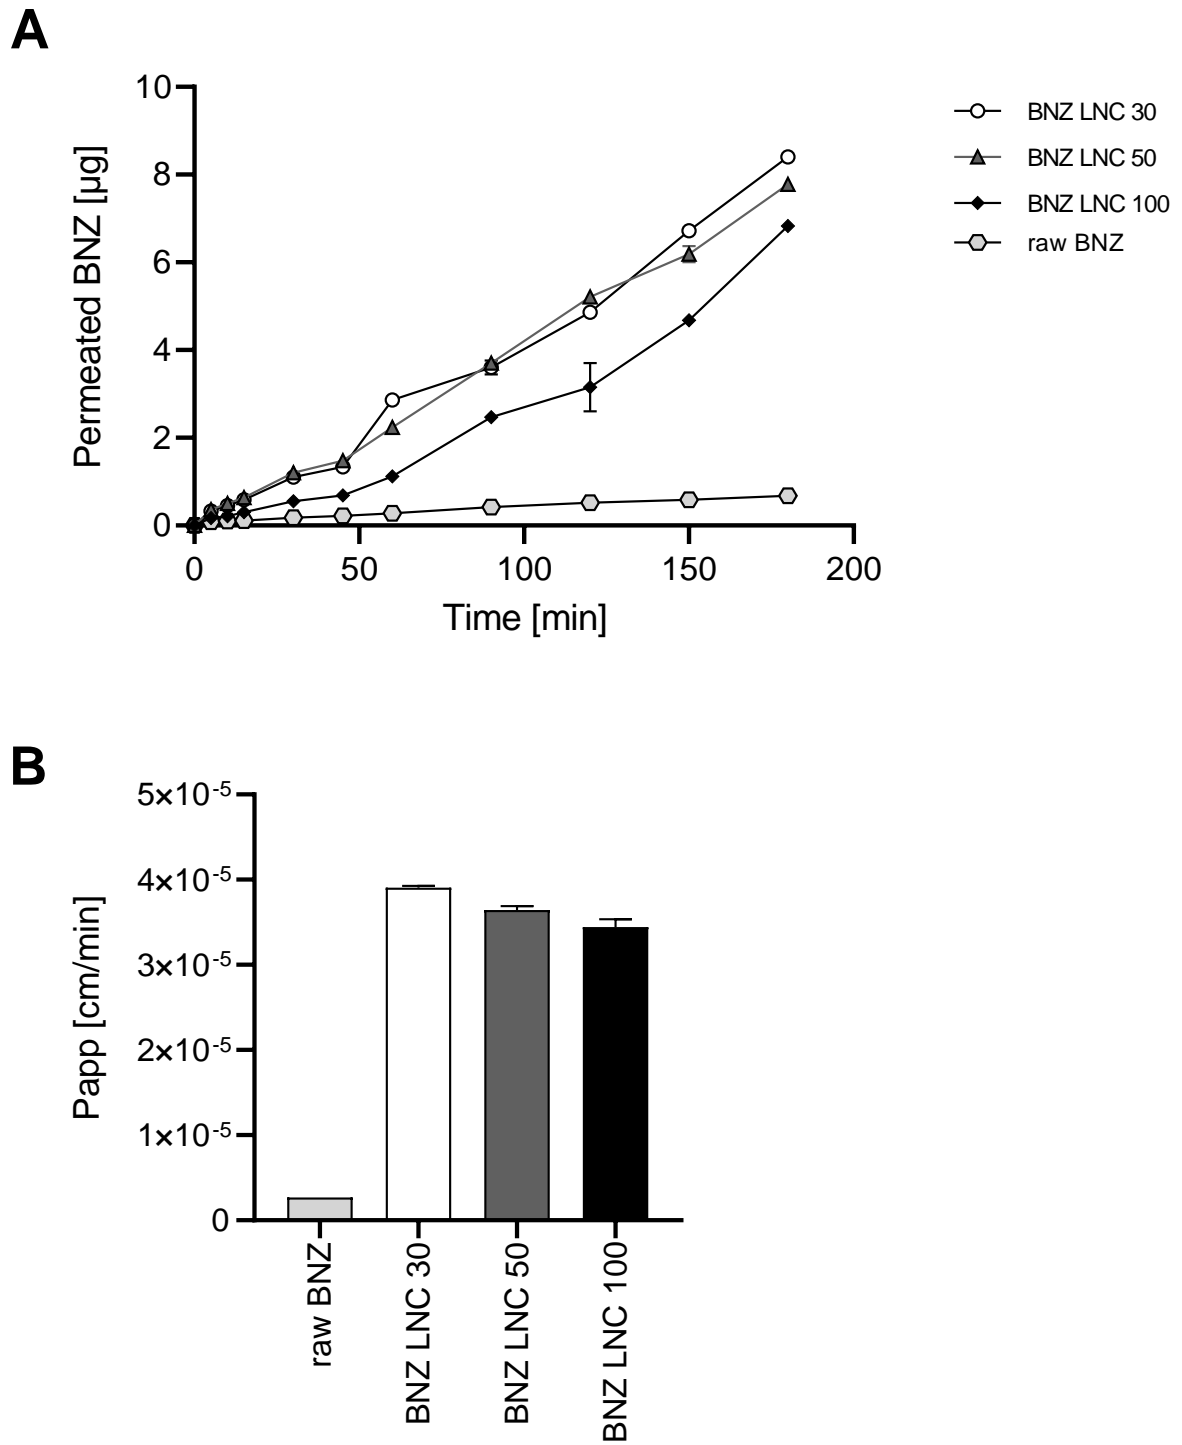 A
Permeated BNZ [µg]
10
8
6
4
2
0
0 50 100 150 200
Time [min]
BNZ LNC 30
BNZ LNC 50
BNZ LNC 100
raw BNZ
B
Papp [cm/min]
5×10⁻⁵
4×10⁻⁵
3×10⁻⁵
2×10⁻⁵
1×10⁻⁵
0
raw BNZ
BNZ LNC 30
BNZ LNC 50
BNZ LNC 100